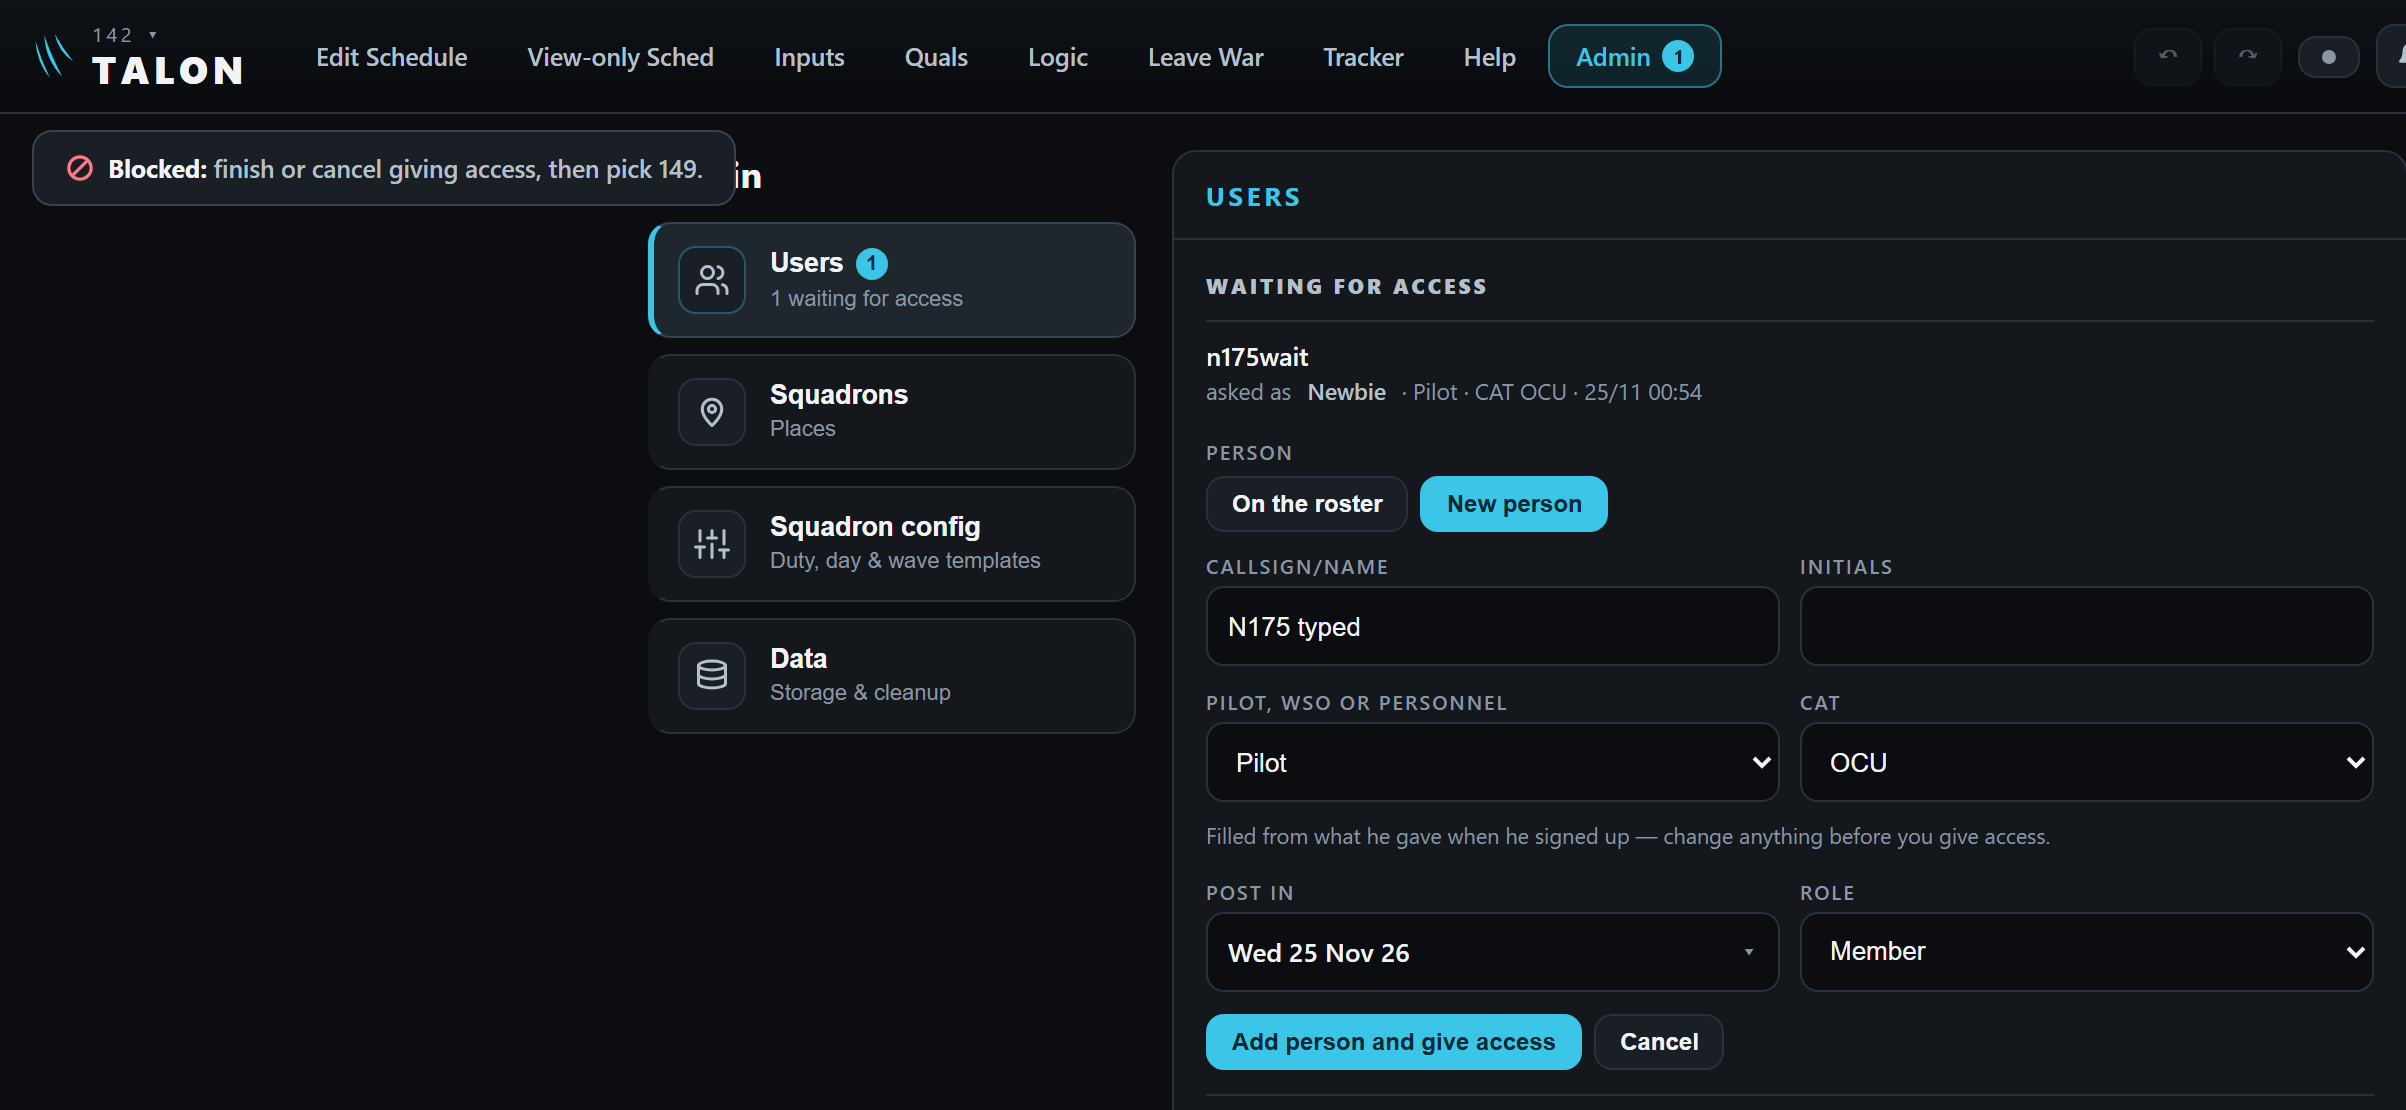 142 ▾
TALON
Edit Schedule
View-only Sched
Inputs
Quals
Logic
Leave War
Tracker
Help
Admin 1
Blocked: finish or cancel giving access, then pick 149.
in
Users 1
1 waiting for access
Squadrons
Places
Squadron config
Duty, day & wave templates
Data
Storage & cleanup
USERS
WAITING FOR ACCESS
n175wait
asked as Newbie · Pilot · CAT OCU · 25/11 00:54
PERSON
On the roster
New person
CALLSIGN/NAME
INITIALS
N175 typed
PILOT, WSO OR PERSONNEL
CAT
Pilot
OCU
Filled from what he gave when he signed up — change anything before you give access.
POST IN
ROLE
Wed 25 Nov 26
Member
Add person and give access
Cancel